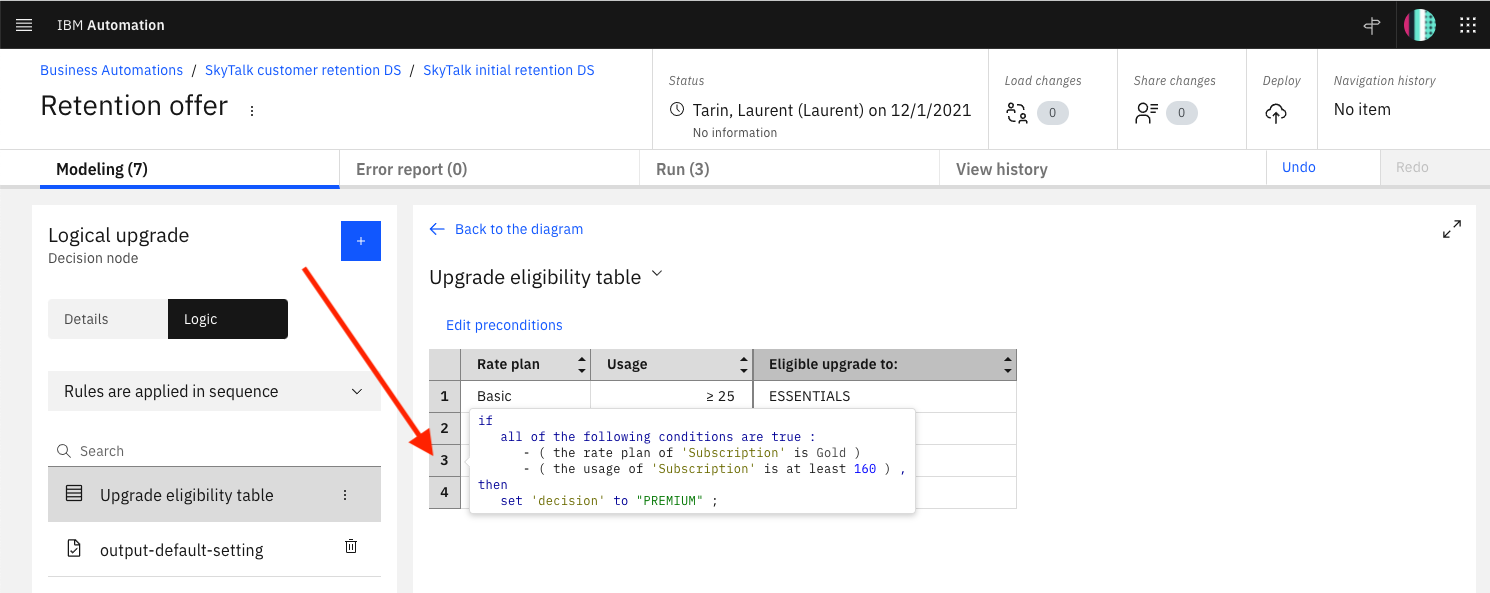 IBM Automation
Business Automations / SkyTalk customer retention DS / SkyTalk initial retention DS
Retention offer
Status
Tarin, Laurent (Laurent) on 12/1/2021
No information
Load changes
0
Share changes
0
Deploy
Navigation history
No item
Modeling (7)
Error report (0)
Run (3)
View history
Undo
Redo
Logical upgrade
Decision node
+
Details
Logic
Rules are applied in sequence
Search
Upgrade eligibility table
output-default-setting
Back to the diagram
Upgrade eligibility table
Edit preconditions
Rate plan Usage Eligible upgrade to:
1 Basic ≥ 25 ESSENTIALS
2
3
4
if
all of the following conditions are true :
- ( the rate plan of 'Subscription' is Gold )
- ( the usage of 'Subscription' is at least 160 ) ,
then
set 'decision' to "PREMIUM" ;